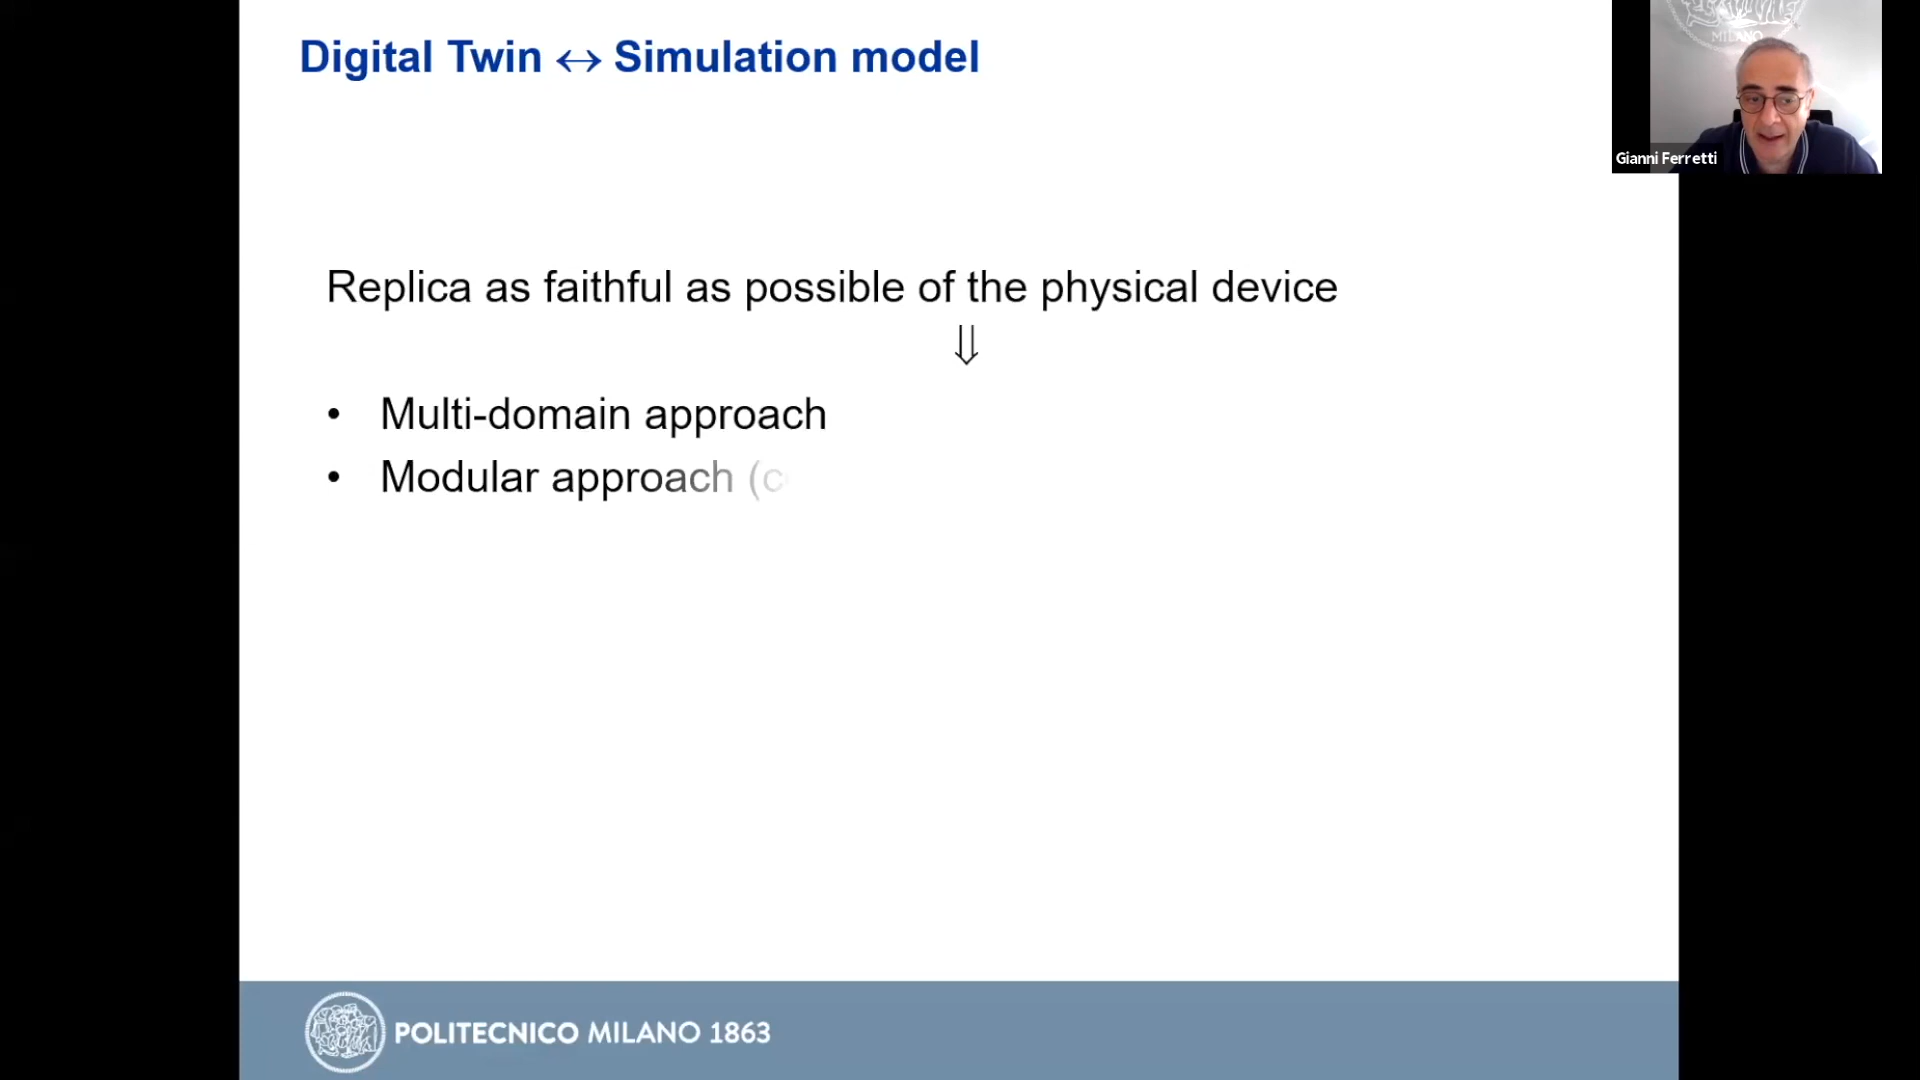 Digital Twin ↔ Simulation model
MILANO
Gianni Ferretti
Replica as faithful as possible of the physical device
⇓
• Multi-domain approach
• Modular approach (c
POLITECNICO MILANO 1863